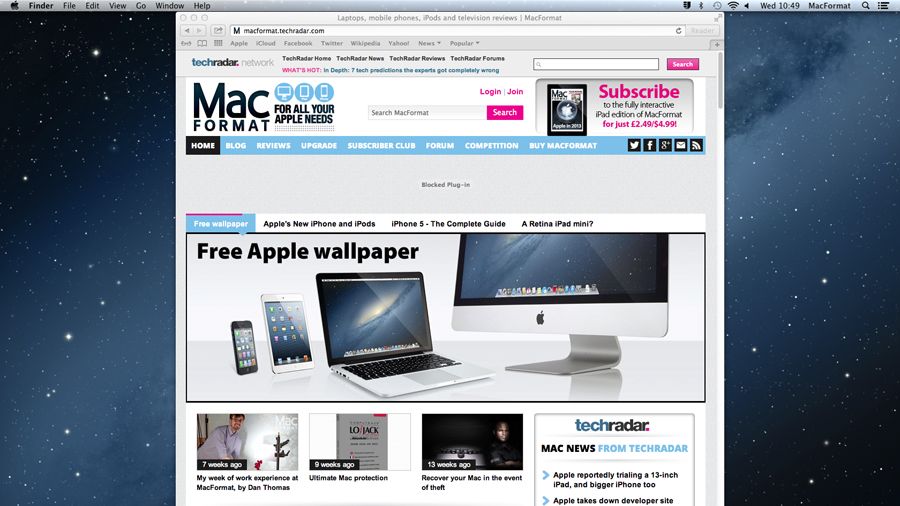 Finder File Edit View Go Window Help
Wed 10:49 MacFormat
Laptops, mobile phones, iPods and television reviews | MacFormat
macformat.techradar.com
Reader
Apple iCloud Facebook Twitter Wikipedia Yahoo! News Popular
techradar. network
TechRadar Home TechRadar News TechRadar Reviews TechRadar Forums
WHAT'S HOT: In Depth: 7 tech predictions the experts got completely wrong
Search
Mac
FORMAT
FOR ALL YOUR
APPLE NEEDS
Login | Join
Search MacFormat
Search
Mac
Apple in 2013
Subscribe
to the fully interactive
iPad edition of MacFormat
for just £2.49/$4.99!
HOME BLOG REVIEWS UPGRADE SUBSCRIBER CLUB FORUM COMPETITION BUY MACFORMAT
Blocked Plug-in
Free wallpaper Apple's New iPhone and iPods iPhone 5 - The Complete Guide A Retina iPad mini?
Free Apple wallpaper
Mac
FORMAT
7 weeks ago
My week of work experience at
MacFormat, by Dan Thomas
LO/JACK
9 weeks ago
Ultimate Mac protection
13 weeks ago
Recover your Mac in the event
of theft
techradar.
MAC NEWS FROM TECHRADAR
Apple reportedly trialing a 13-inch
iPad, and bigger iPhone too
Apple takes down developer site